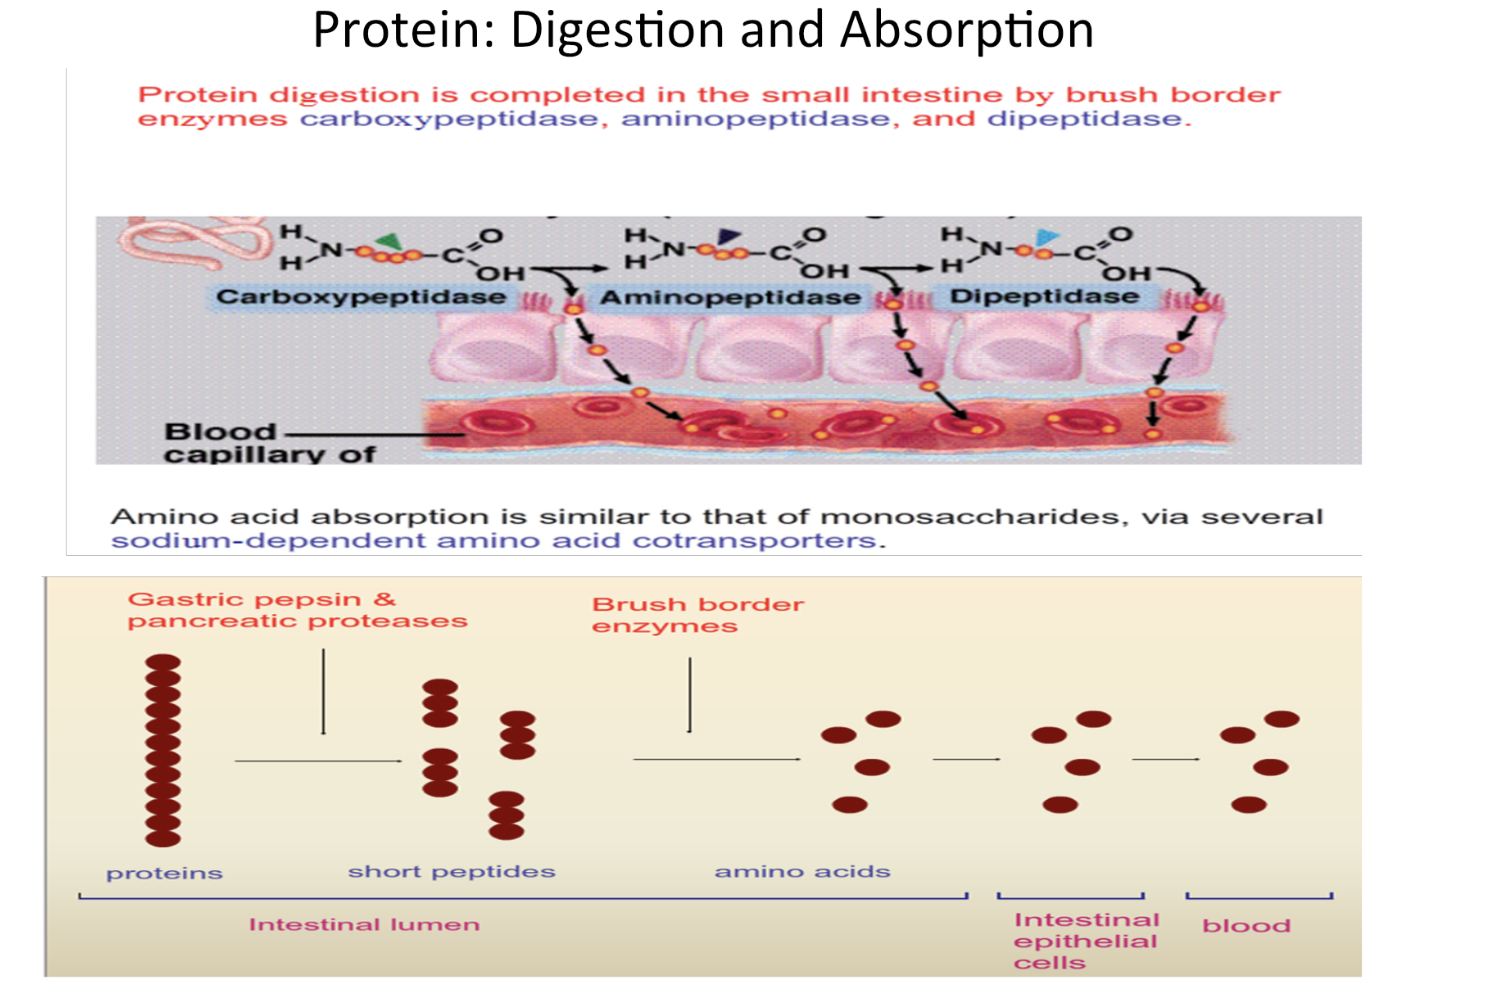 Protein: Digestion and Absorption
Protein digestion is completed in the small intestine by brush border
enzymes carboxypeptidase, aminopeptidase, and dipeptidase.
H N C O
H OH
H N C O
H OH
H N C O
H OH
Carboxypeptidase
Aminopeptidase
Dipeptidase
Blood
capillary of
Amino acid absorption is similar to that of monosaccharides, via several
sodium-dependent amino acid cotransporters.
Gastric pepsin &
pancreatic proteases
Brush border
enzymes
proteins
short peptides
amino acids
Intestinal lumen
Intestinal
epithelial
cells
blood